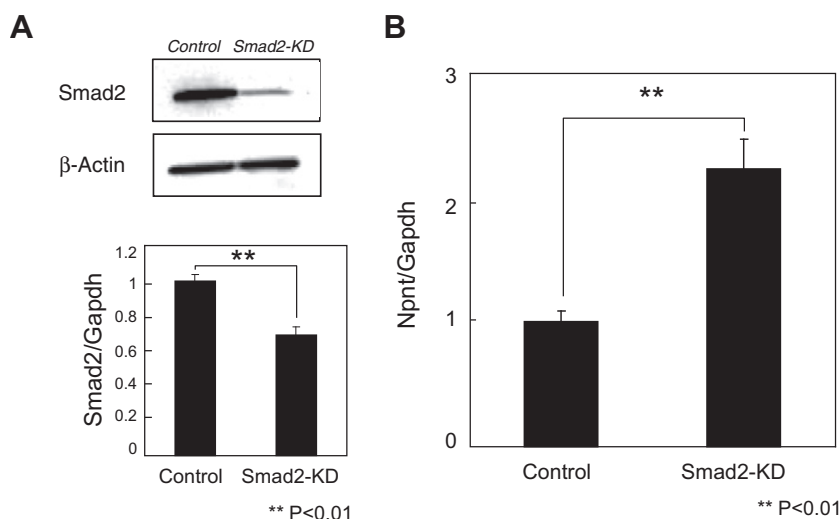 A
Control Smad2-KD
Smad2
β-Actin
Smad2/Gapdh
1.2
1
0.8
0.6
0.4
0.2
0
**
Control Smad2-KD
** P<0.01
B
Npnt/Gapdh
3
2
1
0
**
Control Smad2-KD
** P<0.01